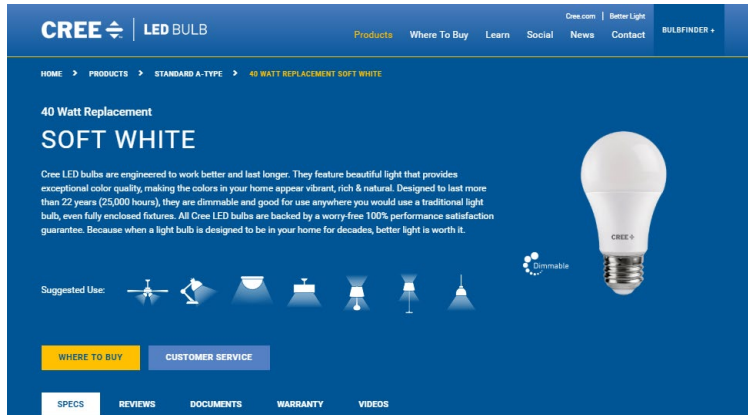 Cree.com | Better Light
CREE LED BULB
Products Where To Buy Learn Social News Contact
BULBFINDER +
HOME > PRODUCTS > STANDARD A-TYPE > 40 WATT REPLACEMENT SOFT WHITE
40 Watt Replacement
SOFT WHITE
Cree LED bulbs are engineered to work better and last longer. They feature beautiful light that provides
exceptional color quality, making the colors in your home appear vibrant, rich & natural. Designed to last more
than 22 years (25,000 hours), they are dimmable and good for use anywhere you would use a traditional light
bulb, even fully enclosed fixtures. All Cree LED bulbs are backed by a worry-free 100% performance satisfaction
guarantee. Because when a light bulb is designed to be in your home for decades, better light is worth it.
CREE
Dimmable
Suggested Use:
WHERE TO BUY
CUSTOMER SERVICE
SPECS REVIEWS DOCUMENTS WARRANTY VIDEOS